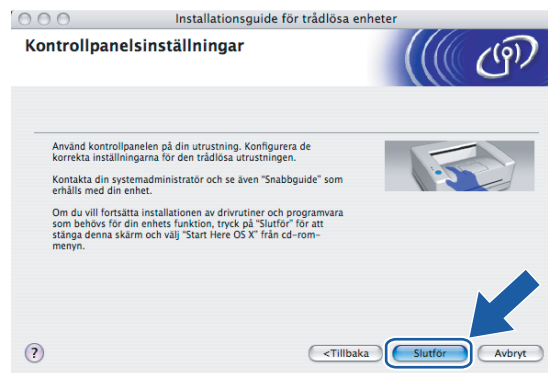 Installationsguide för trådlösa enheter
Kontrollpanelsinställningar
Använd kontrollpanelen på din utrustning. Konfigurera de
korrekta inställningarna för den trådlösa utrustningen.
Kontakta din systemadministratör och se även "Snabbguide" som
erhålls med din enhet.
Om du vill fortsätta installationen av drivrutiner och programvara
som behövs för din enhets funktion, tryck på "Slutför" för att
stänga denna skärm och välj "Start Here OS X" från cd-rom-
menyn.
?
<Tillbaka
Slutför
Avbryt